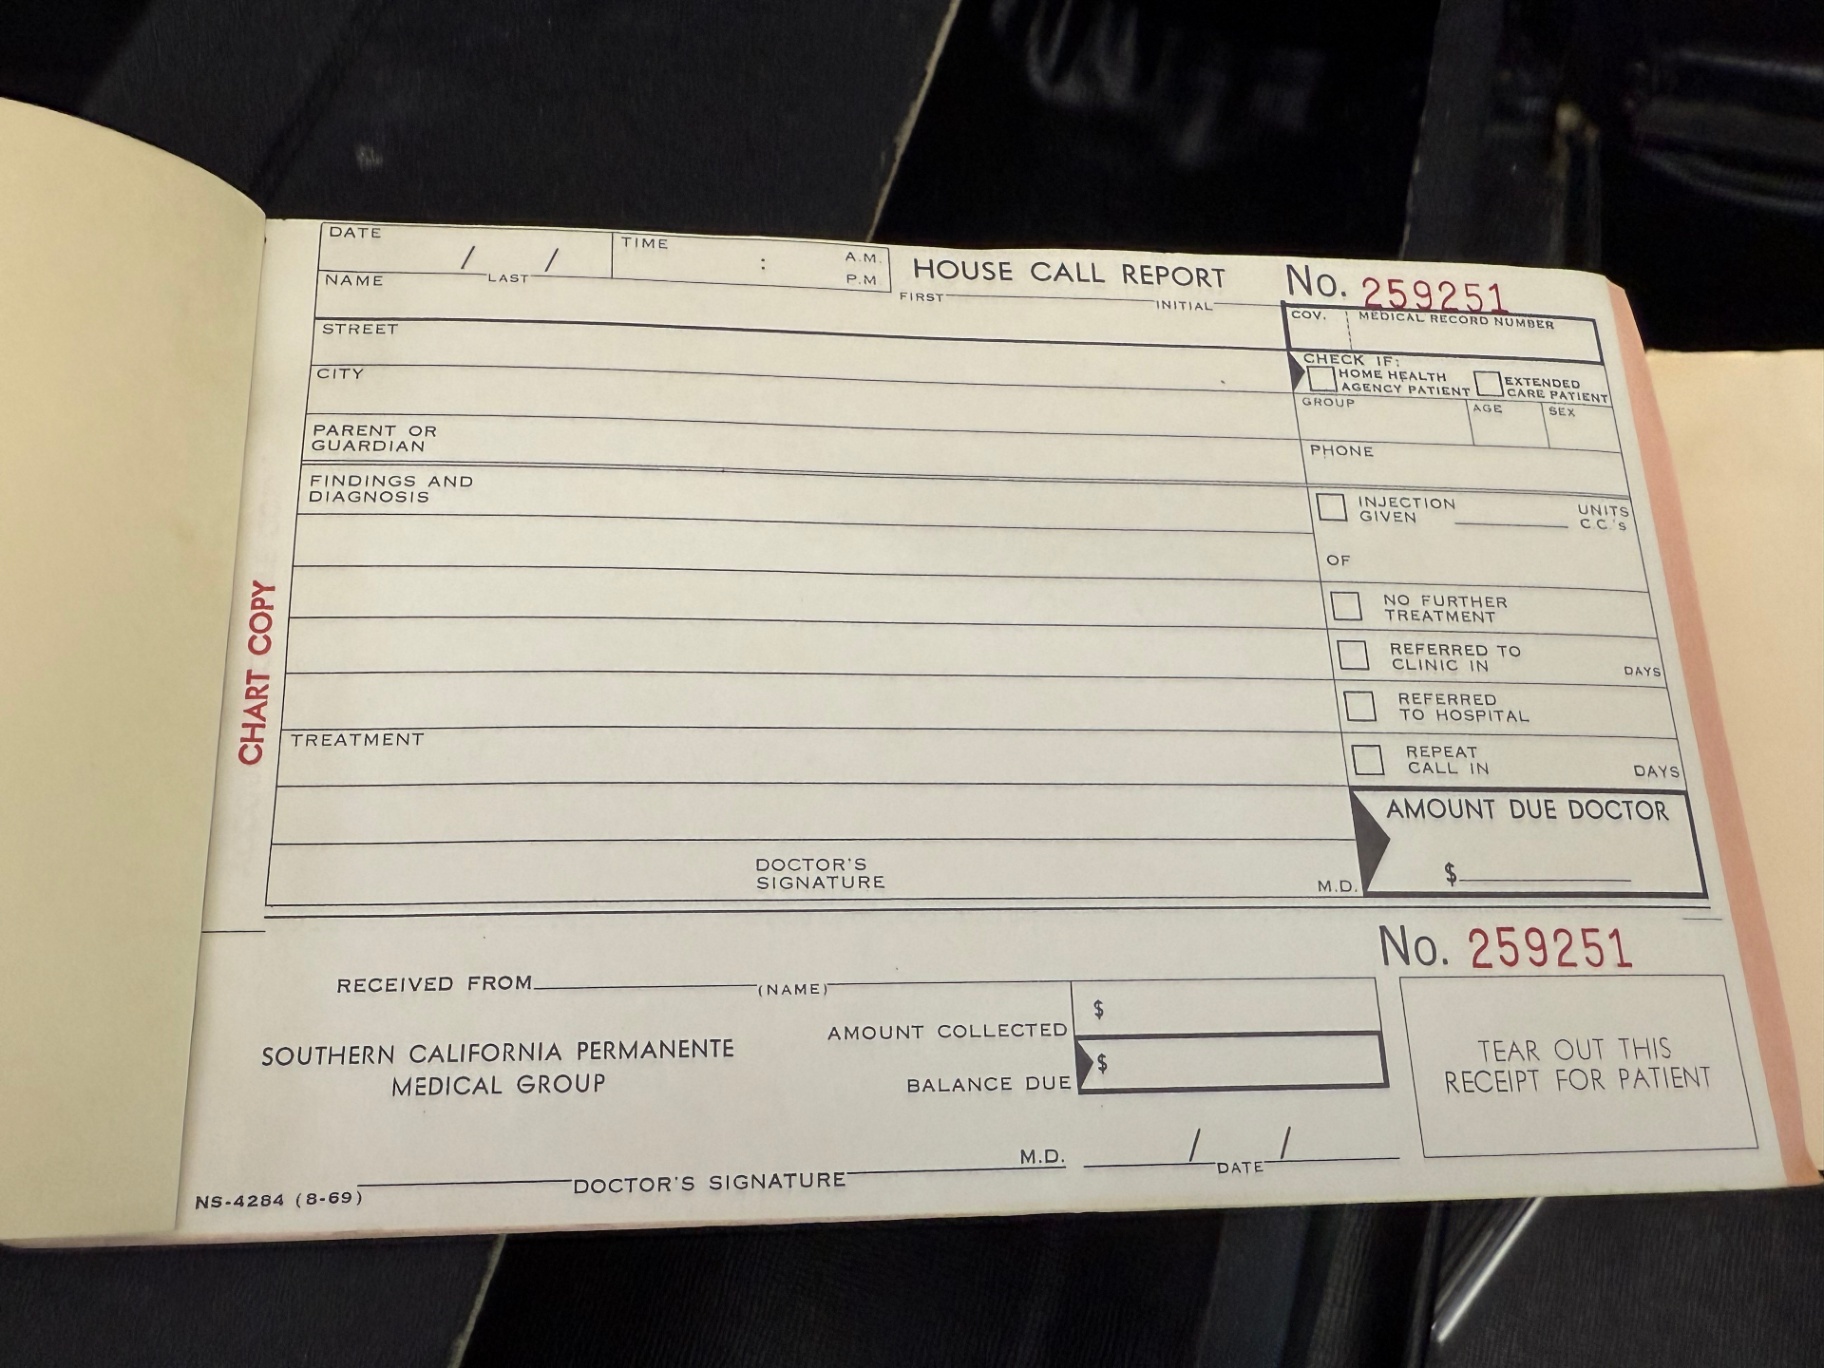 DATE / / TIME : A.M.
P.M
HOUSE CALL REPORT No. 259251
NAME LAST FIRST INITIAL
COV. MEDICAL RECORD NUMBER
STREET
CHECK IF:
HOME HEALTH
AGENCY PATIENT
EXTENDED
CARE PATIENT
CITY
GROUP AGE SEX
PARENT OR
GUARDIAN
PHONE
FINDINGS AND
DIAGNOSIS
INJECTION
GIVEN
UNITS
C.C's
OF
NO FURTHER
TREATMENT
REFERRED TO
CLINIC IN DAYS
REFERRED
TO HOSPITAL
TREATMENT
REPEAT
CALL IN DAYS
AMOUNT DUE DOCTOR
$
DOCTOR'S
SIGNATURE M.D.
CHART COPY
No. 259251
RECEIVED FROM (NAME)
AMOUNT COLLECTED $
BALANCE DUE $
SOUTHERN CALIFORNIA PERMANENTE
MEDICAL GROUP
TEAR OUT THIS
RECEIPT FOR PATIENT
DOCTOR'S SIGNATURE M.D. / DATE /
NS-4284 (8-69)